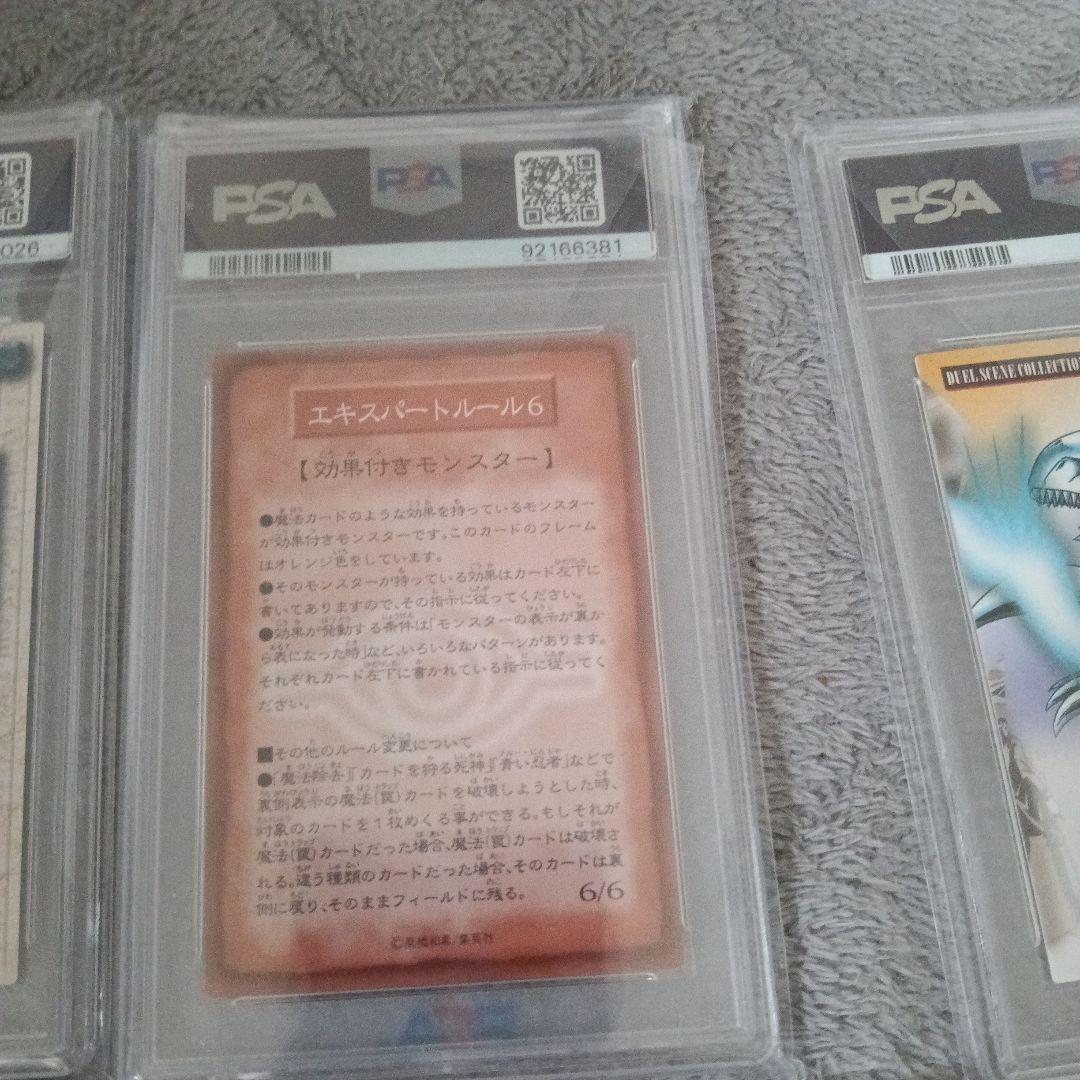 026
PSA
PSA
92166381
エキスパートルール6
【効果付きモンスター】
●魔法カードのような効果を持っているモンスター
が効果付きモンスターです。このカードのフレーム
はオレンジ色をしています。
●そのモンスターが持っている効果はカード左下に
書いてありますので、その指示に従ってください。
●効果が発動する条件は「モンスターの表示が裏か
ら表になった時」など、いろいろなパターンがあります。
それぞれカード左下に書かれている指示に従ってく
ださい。
■その他のルール変更について
●「魔法除去」『カードを狩る死神』『青い忍者』などで
裏側表示の魔法(罠)カードを破壊しようとした時、
対象のカードを1枚めくる事ができる。もしそれが
魔法(罠)カードだった場合、魔法(罠)カードは破壊さ
れる。違う種類のカードだった場合、そのカードは裏
側に戻り、そのままフィールドに残る。
6/6
©高橋和希/集英社
PSA
PSA
DUEL SCENE COLLECTION